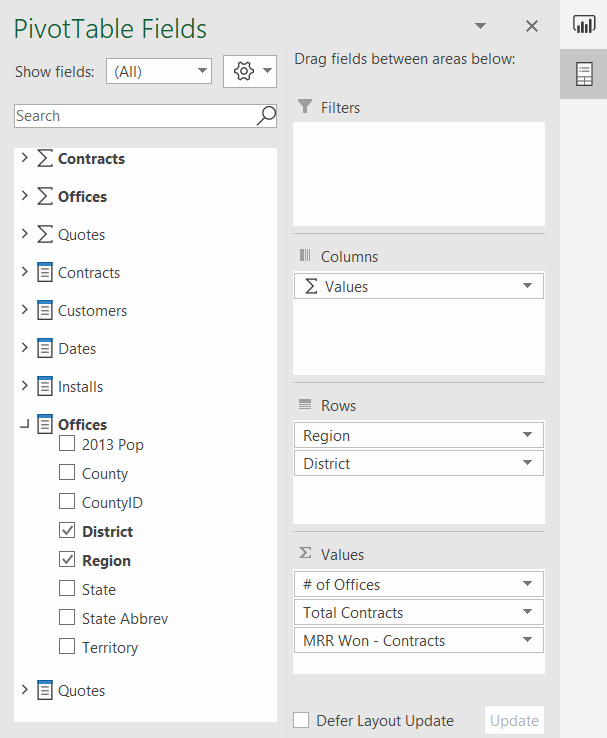 PivotTable Fields
Show fields: (All)
Search
Contracts
Offices
Quotes
Contracts
Customers
Dates
Installs
Offices
2013 Pop
County
CountyID
District
Region
State
State Abbrev
Territory
Quotes
Drag fields between areas below:
Filters
Columns
Σ Values
Rows
Region
District
Σ Values
# of Offices
Total Contracts
MRR Won - Contracts
Defer Layout Update
Update